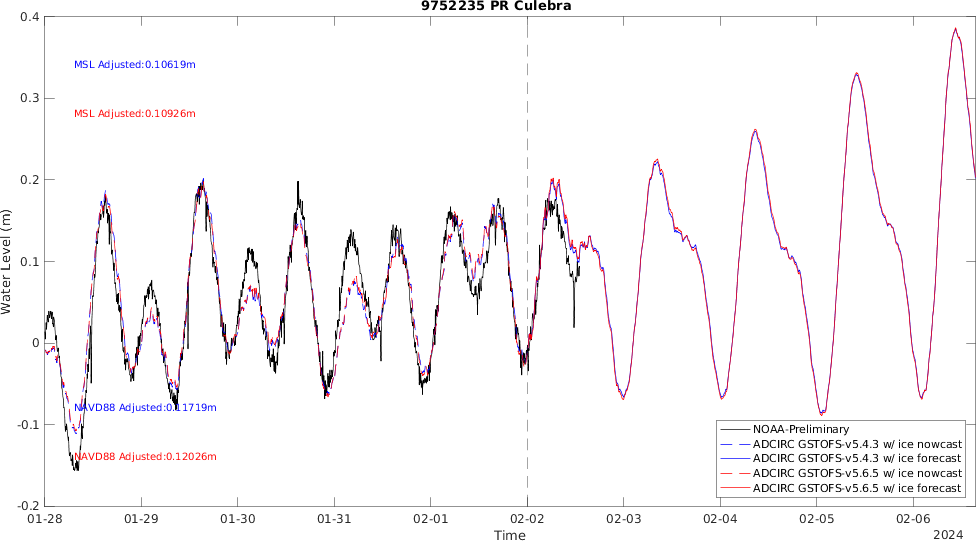 9752235 PR Culebra
0.4
0.3
0.2
0.1
0
-0.1
-0.2
Water Level (m)
MSL Adjusted:0.10619m
MSL Adjusted:0.10926m
NAVD88 Adjusted:0.11719m
NAVD88 Adjusted:0.12026m
NOAA-Preliminary
ADCIRC GSTOFS-v5.4.3 w/ ice nowcast
ADCIRC GSTOFS-v5.4.3 w/ ice forecast
ADCIRC GSTOFS-v5.6.5 w/ ice nowcast
ADCIRC GSTOFS-v5.6.5 w/ ice forecast
01-28 01-29 01-30 01-31 02-01 02-02 02-03 02-04 02-05 02-06
Time
2024